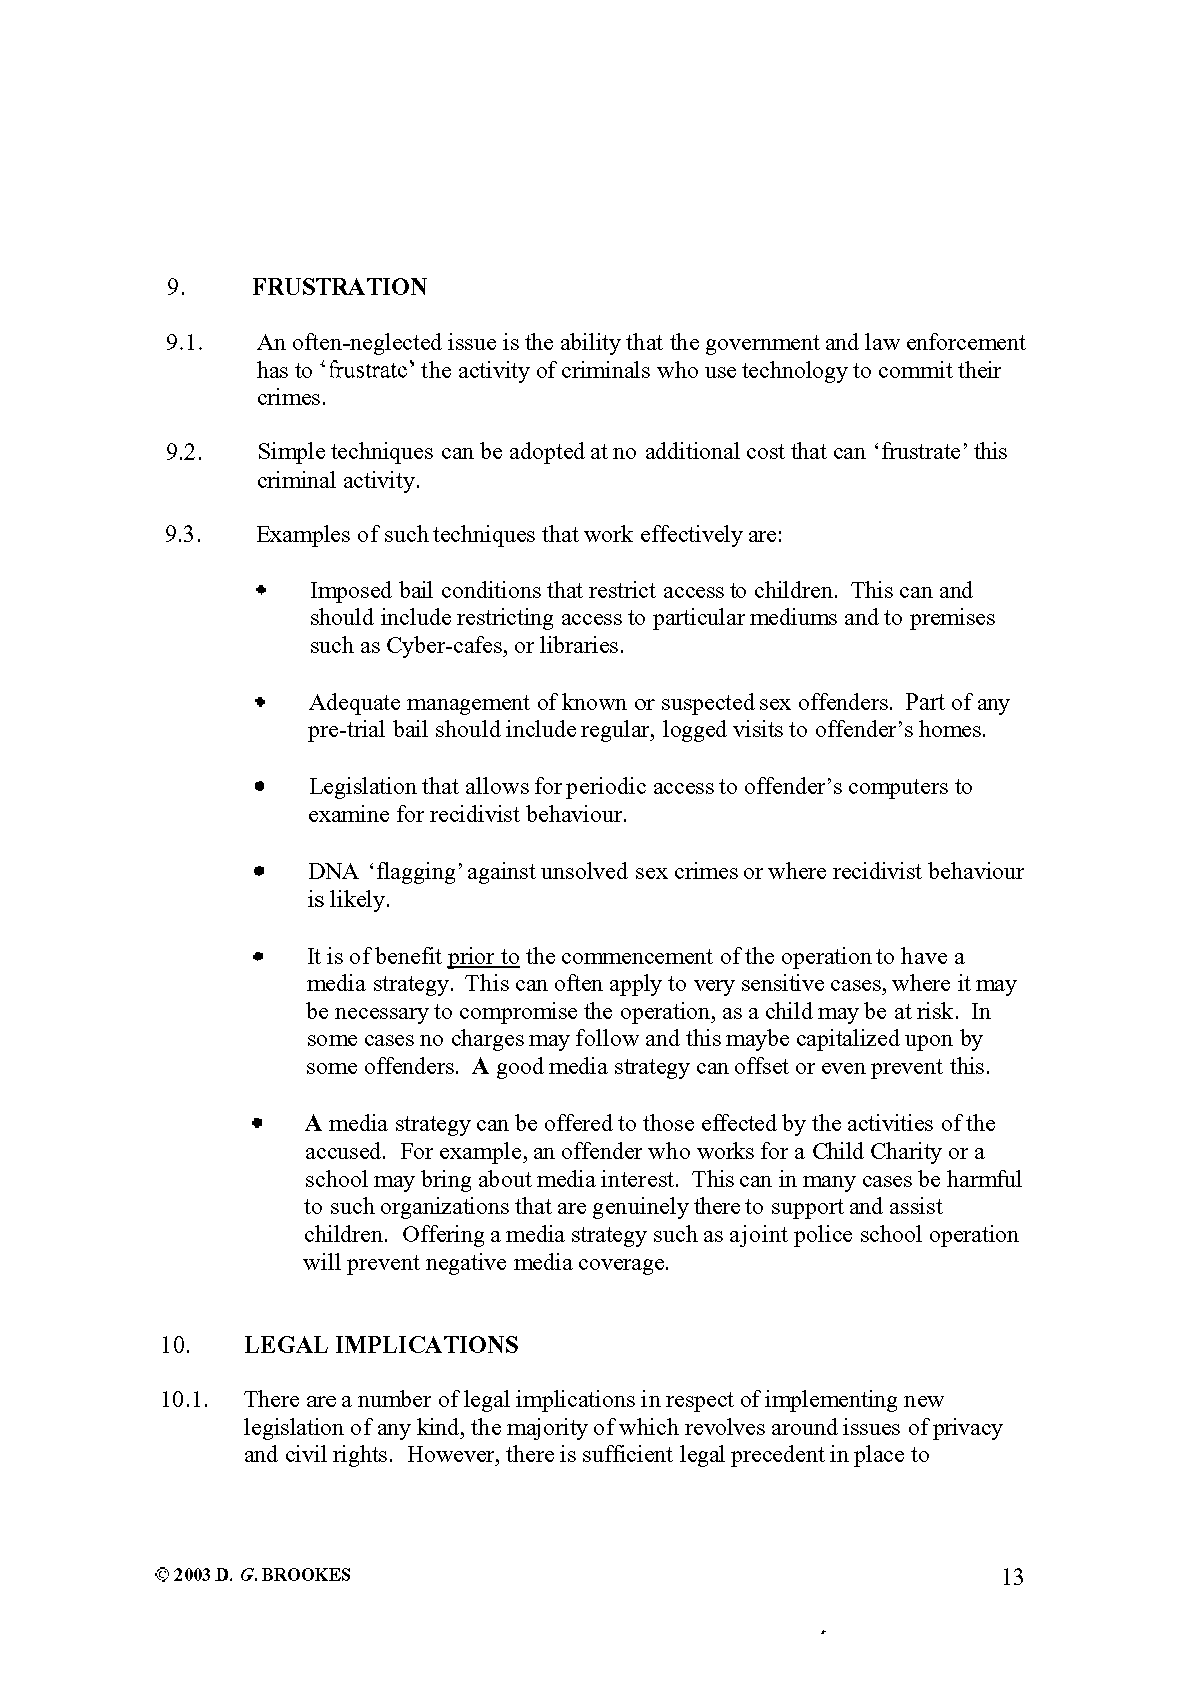 9. FRUSTRATION
9.1. An often-neglected issue is the ability that the government and law enforcement
has to ‘frustrate’ the activity of criminals who use technology to commit their
crimes.
9.2. Simple techniques can be adopted at no additional cost that can ‘frustrate’ this
criminal activity.
9.3. Examples of such techniques that work effectively are:
• Imposed bail conditions that restrict access to children. This can and
should include restricting access to particular mediums and to premises
such as Cyber-cafes, or libraries.
• Adequate management of known or suspected sex offenders. Part of any
pre-trial bail should include regular, logged visits to offender’s homes.
• Legislation that allows for periodic access to offender’s computers to
examine for recidivist behaviour.
• DNA ‘flagging’ against unsolved sex crimes or where recidivist behaviour
is likely.
• It is of benefit prior to the commencement of the operation to have a
media strategy. This can often apply to very sensitive cases, where it may
be necessary to compromise the operation, as a child may be at risk. In
some cases no charges may follow and this maybe capitalized upon by
some offenders. A good media strategy can offset or even prevent this.
• A media strategy can be offered to those effected by the activities of the
accused. For example, an offender who works for a Child Charity or a
school may bring about media interest. This can in many cases be harmful
to such organizations that are genuinely there to support and assist
children. Offering a media strategy such as a joint police school operation
will prevent negative media coverage.
10. LEGAL IMPLICATIONS
10.1. There are a number of legal implications in respect of implementing new
legislation of any kind, the majority of which revolves around issues of privacy
and civil rights. However, there is sufficient legal precedent in place to
© 2003 D. G. BROOKES 13